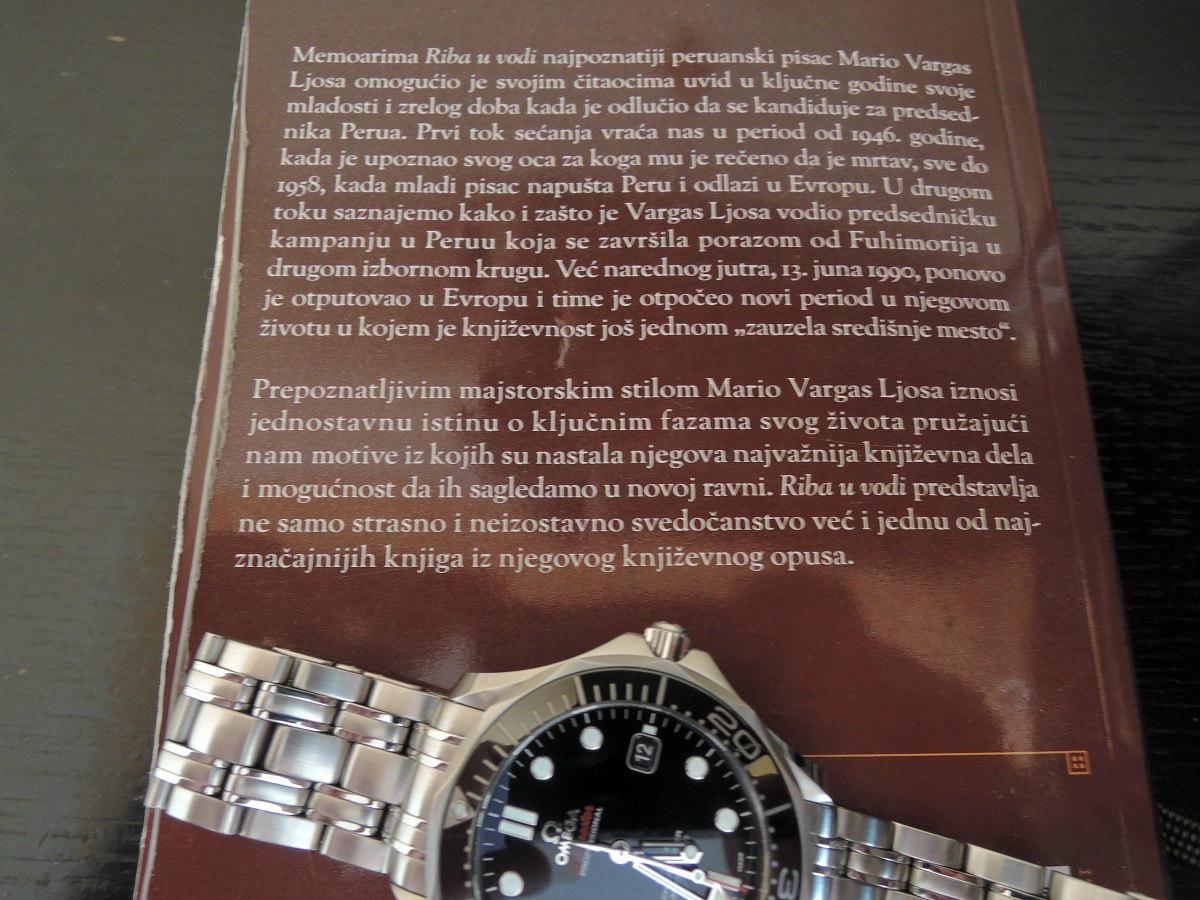 Memoarima Riba u vodi najpoznatiji peruanski pisac Mario Vargas
Ljosa omogućio je svojim čitaocima uvid u ključne godine svoje
mladosti i zrelog doba kada je odlučio da se kandiduje za predsed-
nika Perua. Prvi tok sećanja vraća nas u period od 1946. godine,
kada je upoznao svog oca za koga mu je rečeno da je mrtav, sve do
1958, kada mladi pisac napušta Peru i odlazi u Evropu. U drugom
toku saznajemo kako i zašto je Vargas Ljosa vodio predsedničku
kampanju u Peruu koja se završila porazom od Fuhimorija u
drugom izbornom krugu. Već narednog jutra, 13. juna 1990, ponovo
je otputovao u Evropu i time je otpočeo novi period u njegovom
životu u kojem je književnost još jednom „zauzela središnje mesto“.
Prepoznatljivim majstorskim stilom Mario Vargas Ljosa iznosi
jednostavnu istinu o ključnim fazama svog života pružajući
nam motive iz kojih su nastala njegova najvažnija književna dela
i mogućnost da ih sagledamo u novoj ravni. Riba u vodi predstavlja
ne samo strasno i neizostavno svedočanstvo već i jednu od naj-
značajnijih knjiga iz njegovog književnog opusa.
20
12
OMEGA
3